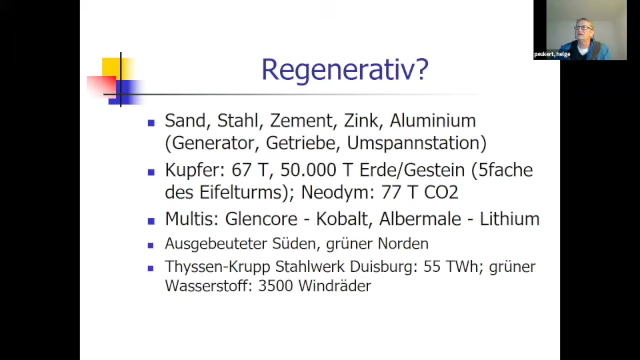 Regenerativ?
Sand, Stahl, Zement, Zink, Aluminium
(Generator, Getriebe, Umspannstation)
Kupfer: 67 T, 50.000 T Erde/Gestein (5fache
des Eifelturms); Neodym: 77 T CO2
Multis: Glencore - Kobalt, Albermale - Lithium
Ausgebeuteter Süden, grüner Norden
Thyssen-Krupp Stahlwerk Duisburg: 55 TWh; grüner
Wasserstoff: 3500 Windräder
peukert, helge